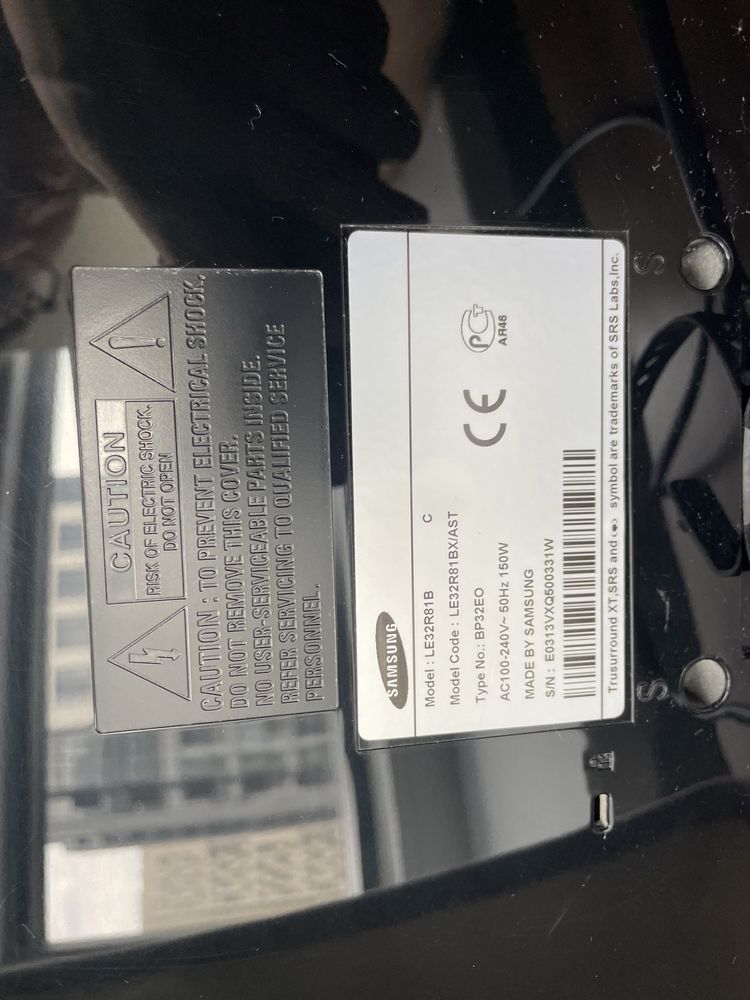 CAUTION
RISK OF ELECTRIC SHOCK.
DO NOT OPEN
CAUTION : TO PREVENT ELECTRICAL SHOCK,
DO NOT REMOVE THIS COVER.
NO USER-SERVICEABLE PARTS INSIDE.
REFER SERVICING TO QUALIFIED SERVICE
PERSONNEL.
SAMSUNG
Model : LE32R81B C
Model Code : LE32R81BX/AST
Type No.: BP32EO
AC100-240V~ 50Hz 150W
MADE BY SAMSUNG
S/N : E0313VXQ500331W
CE
PCT
AR46
Trusurround XT,SRS and (●) symbol are trademarks of SRS Labs,Inc.
S
S